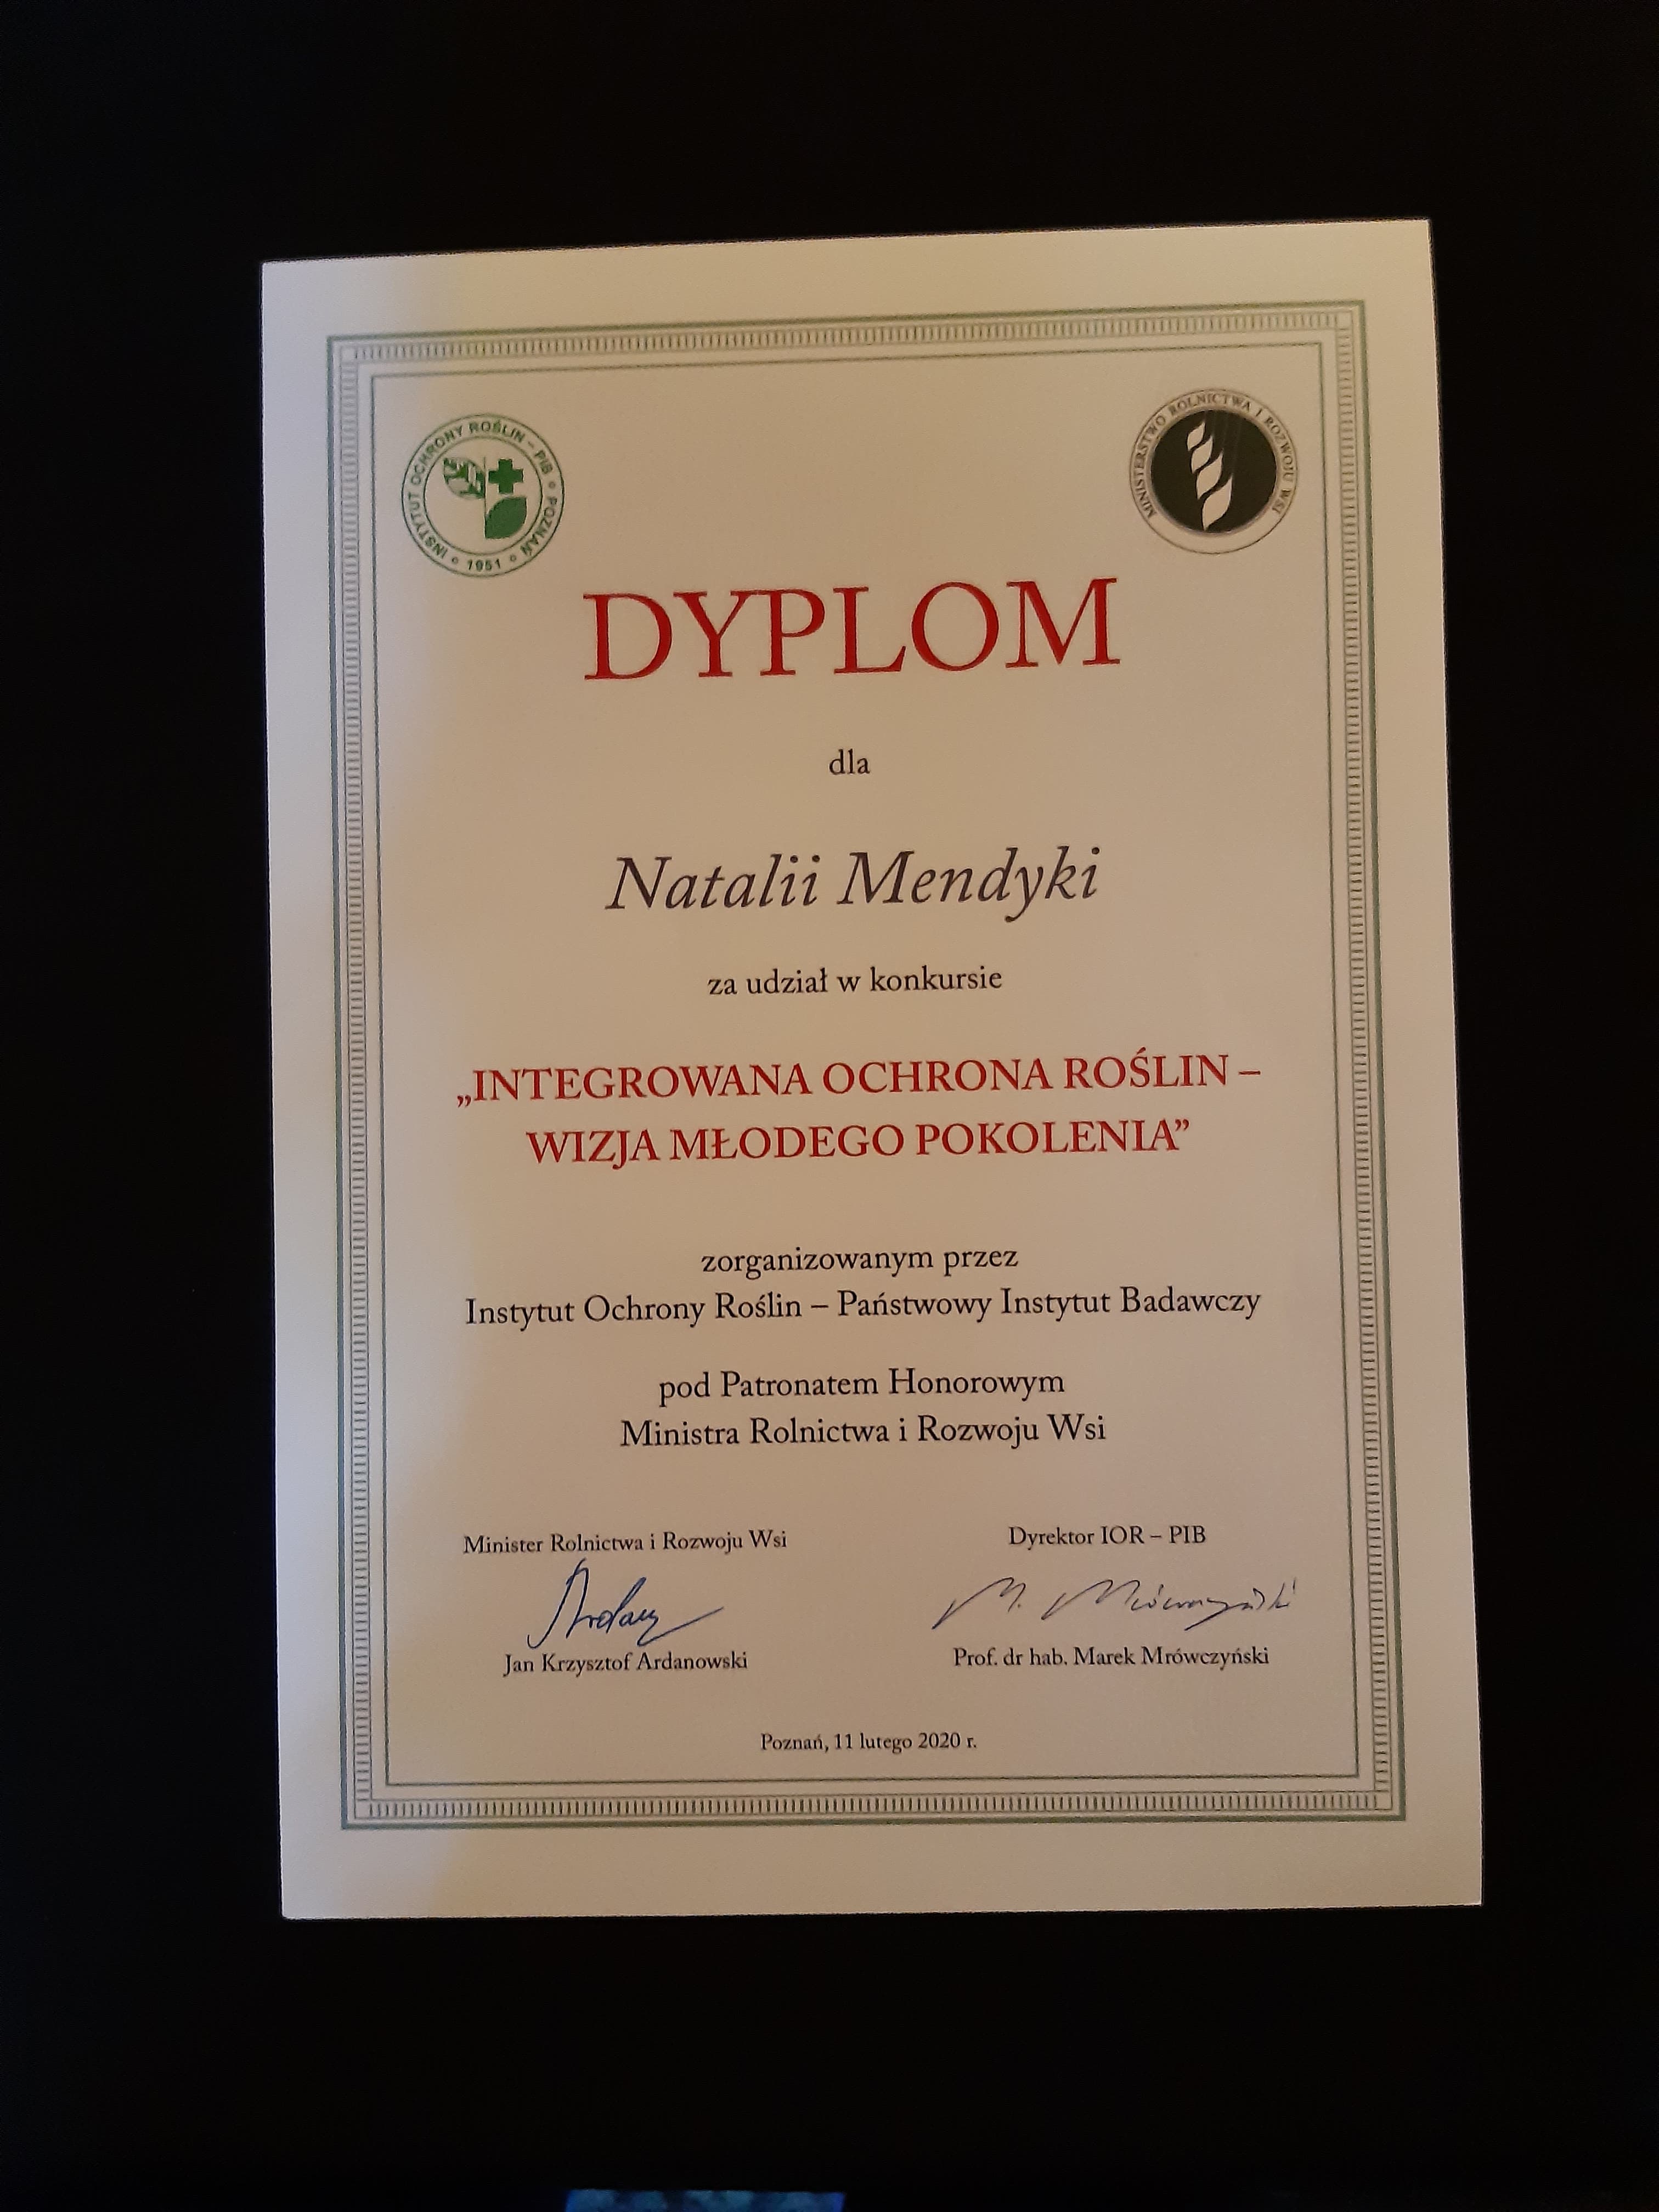 INSTYTUT OCHRONY ROŚLIN – PIB • POZNAŃ • 1951 •
MINISTERSTWO ROLNICTWA I ROZWOJU WSI
DYPLOM
dla
Natalii Mendyki
za udział w konkursie
„INTEGROWANA OCHRONA ROŚLIN –
WIZJA MŁODEGO POKOLENIA”
zorganizowanym przez
Instytut Ochrony Roślin – Państwowy Instytut Badawczy
pod Patronatem Honorowym
Ministra Rolnictwa i Rozwoju Wsi
Minister Rolnictwa i Rozwoju Wsi
Dyrektor IOR – PIB
M. Mrówczyński
Jan Krzysztof Ardanowski
Prof. dr hab. Marek Mrówczyński
Poznań, 11 lutego 2020 r.